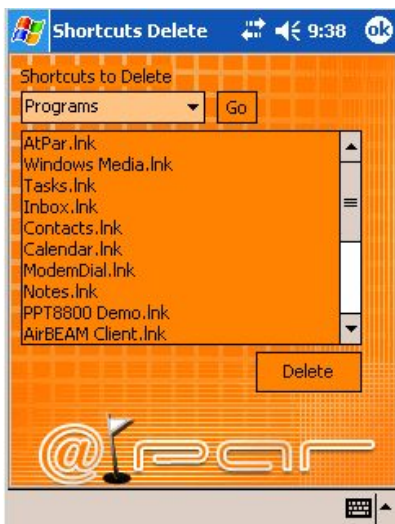 Shortcuts Delete 9:38 ok
Shortcuts to Delete
Programs Go
AtPar.lnk
Windows Media.lnk
Tasks.lnk
Inbox.lnk
Contacts.lnk
Calendar.lnk
ModemDial.lnk
Notes.lnk
PPT8800 Demo.lnk
AirBEAM Client.lnk
Delete
@par